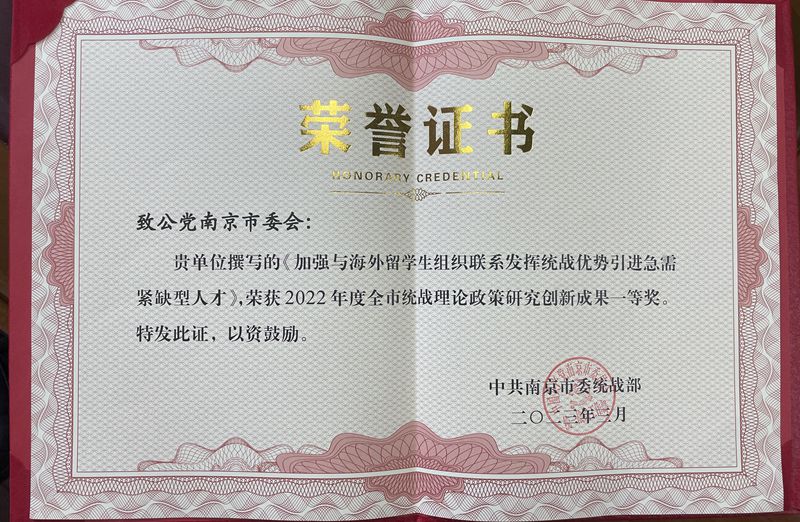 荣誉证书
HONORARY CREDENTIAL
致公党南京市委会：
贵单位撰写的《加强与海外留学生组织联系发挥统战优势引进急需
紧缺型人才》，荣获2022年度全市统战理论政策研究创新成果一等奖。
特发此证，以资鼓励。
中共南京市委统战部
二〇二三年三月